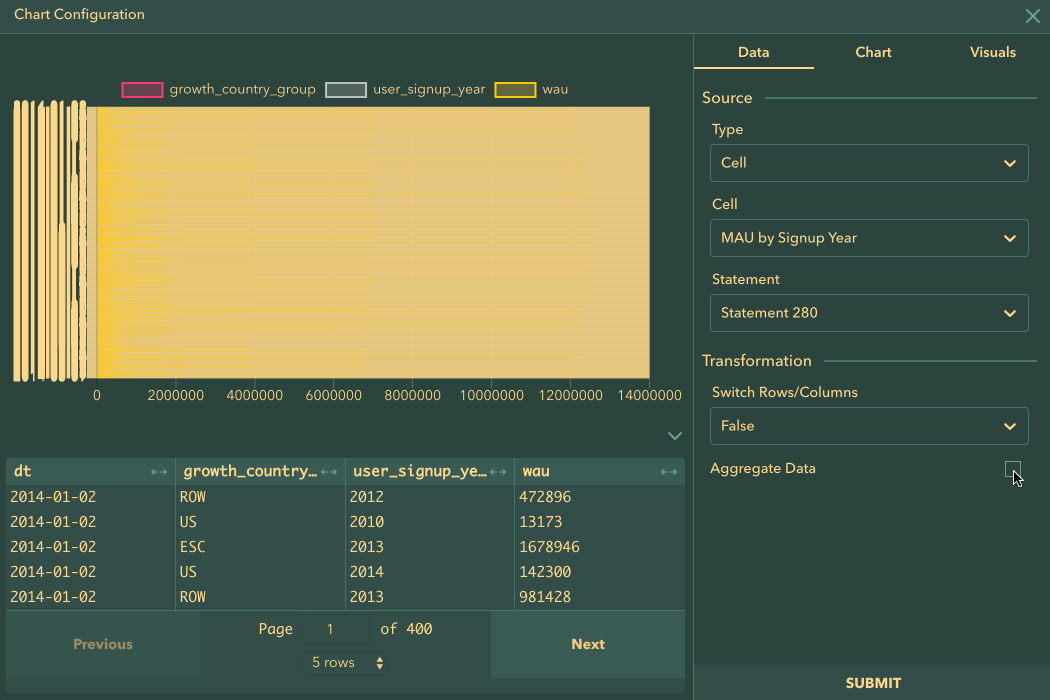 Chart Configuration
Data Chart Visuals
growth_country_group user_signup_year wau
0 2000000 4000000 6000000 8000000 10000000 12000000 14000000
Source
Type
Cell
Cell
MAU by Signup Year
Statement
Statement 280
Transformation
Switch Rows/Columns
False
Aggregate Data
dt growth_country… user_signup_ye… wau
2014-01-02 ROW 2012 472896
2014-01-02 US 2010 13173
2014-01-02 ESC 2013 1678946
2014-01-02 US 2014 142300
2014-01-02 ROW 2013 981428
Previous
Page 1 of 400
5 rows
Next
SUBMIT